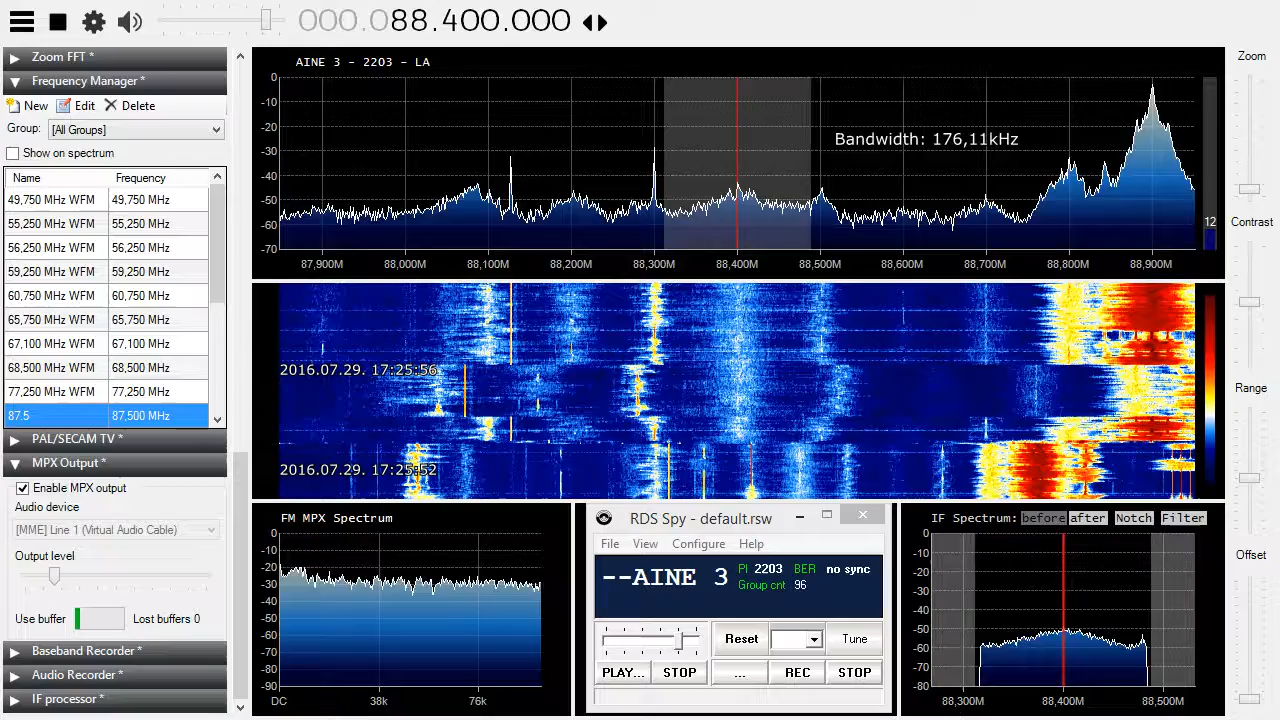 000.088.400.000
Zoom FFT *
Frequency Manager *
New Edit Delete
Group: [All Groups]
Show on spectrum
Name Frequency
49,750 MHz WFM 49,750 MHz
55,250 MHz WFM 55,250 MHz
56,250 MHz WFM 56,250 MHz
59,250 MHz WFM 59,250 MHz
60,750 MHz WFM 60,750 MHz
65,750 MHz WFM 65,750 MHz
67,100 MHz WFM 67,100 MHz
68,500 MHz WFM 68,500 MHz
77,250 MHz WFM 77,250 MHz
87.5 87,500 MHz
PAL/SECAM TV *
MPX Output *
Enable MPX output
Audio device
[MME] Line 1 (Virtual Audio Cable)
Output level
Use buffer Lost buffers 0
Baseband Recorder *
Audio Recorder *
IF processor *
AINE 3 - 2203 - LA
0
-10
-20
-30
-40
-50
-60
-70
Bandwidth: 176,11kHz
12
87,900M 88,000M 88,100M 88,200M 88,300M 88,400M 88,500M 88,600M 88,700M 88,800M 88,900M
2016.07.29. 17:25:56
2016.07.29. 17:25:52
FM MPX Spectrum
0
-10
-20
-30
-40
-50
-60
-70
-80
-90
DC 38k 76k
RDS Spy - default.rsw
File View Configure Help
--AINE 3 PI 2203 BER no sync
Group cnt 96
Reset Tune
PLAY... STOP ... REC STOP
IF Spectrum: before after Notch Filter
0
-10
-20
-30
-40
-50
-60
-70
-80
88,300M 88,400M 88,500M
Zoom
Contrast
Range
Offset